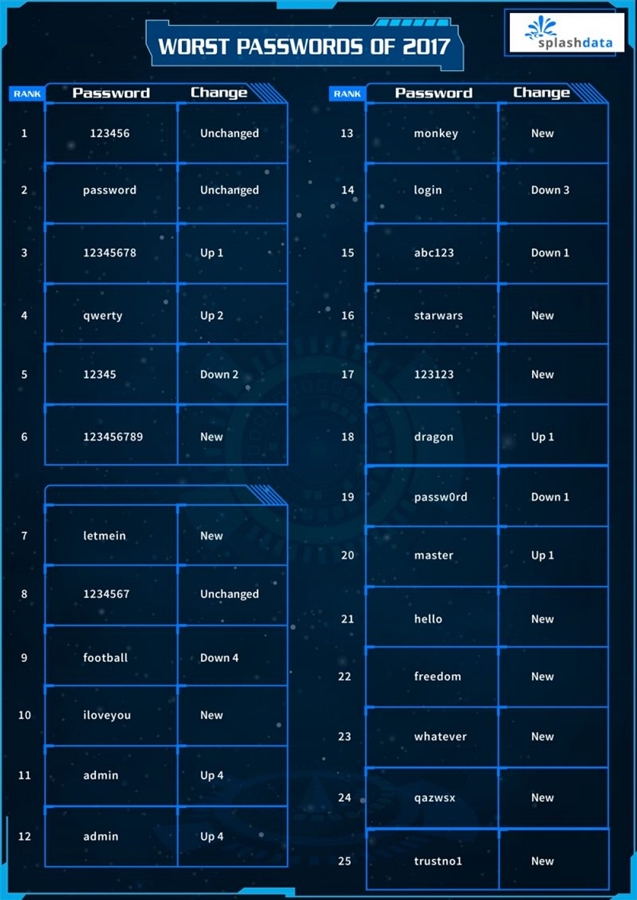 WORST PASSWORDS OF 2017
splashdata
RANK Password Change
1 123456 Unchanged
2 password Unchanged
3 12345678 Up 1
4 qwerty Up 2
5 12345 Down 2
6 123456789 New
7 letmein New
8 1234567 Unchanged
9 football Down 4
10 iloveyou New
11 admin Up 4
12 admin Up 4
RANK Password Change
13 monkey New
14 login Down 3
15 abc123 Down 1
16 starwars New
17 123123 New
18 dragon Up 1
19 passw0rd Down 1
20 master Up 1
21 hello New
22 freedom New
23 whatever New
24 qazwsx New
25 trustno1 New